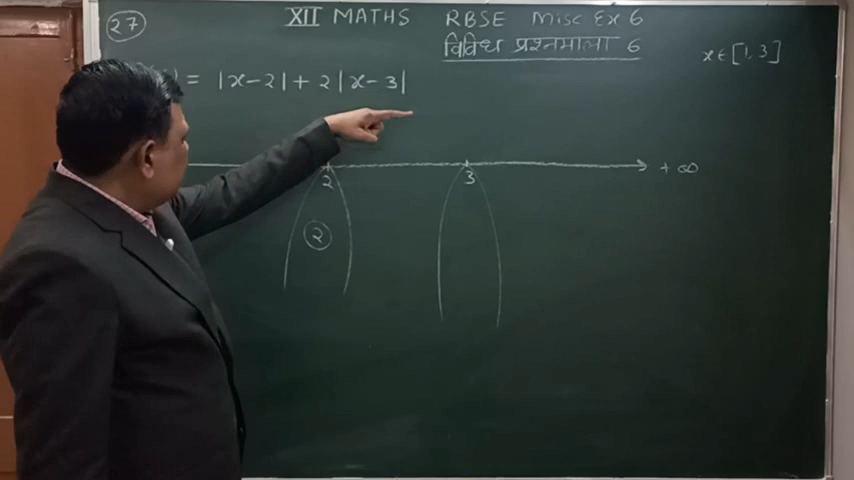 27
XII MATHS RBSE Misc Ex 6
विविध प्रश्नमाला 6
x ∈ [1, 3]
= |x-2| + 2|x-3|
2 3 + ∞
2